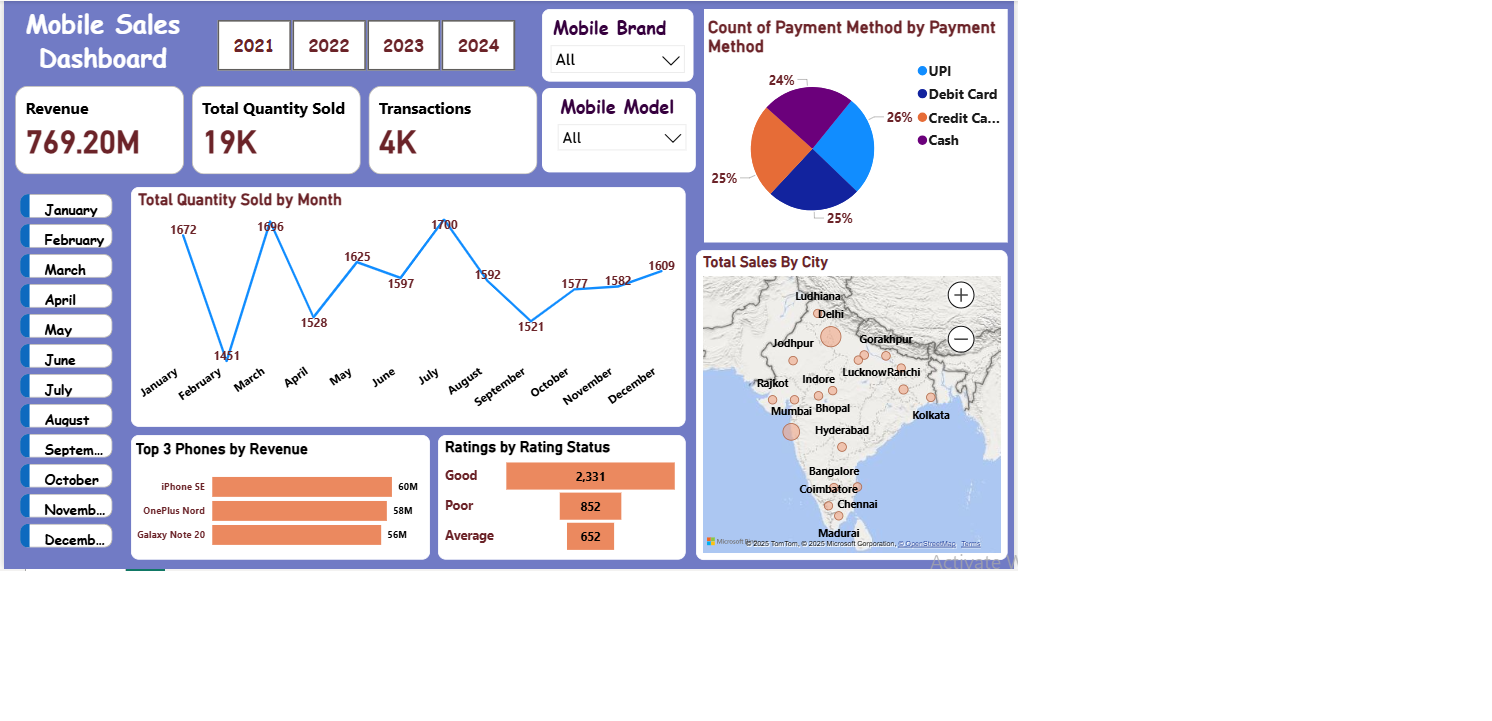 Mobile Sales
Dashboard
2021
2022
2023
2024
Mobile Brand
All
Mobile Model
All
Revenue
769.20M
Total Quantity Sold
19K
Transactions
4K
Count of Payment Method by Payment
Method
24%
26%
25%
25%
UPI
Debit Card
Credit Ca...
Cash
January
February
March
April
May
June
July
August
Septem...
October
Novemb...
Decemb...
Total Quantity Sold by Month
1672
1451
1696
1528
1625
1597
1700
1592
1521
1577
1582
1609
January
February
March
April
May
June
July
August
September
October
November
December
Top 3 Phones by Revenue
iPhone SE 60M
OnePlus Nord 58M
Galaxy Note 20 56M
Ratings by Rating Status
Good 2,331
Poor 852
Average 652
Total Sales By City
Ludhiana
Delhi
Jodhpur
Gorakhpur
Lucknow
Ranchi
Rajkot
Indore
Mumbai
Bhopal
Kolkata
Hyderabad
Bangalore
Coimbatore
Chennai
Madurai
Microsoft
© 2025 TomTom, © 2025 Microsoft Corporation, © OpenStreetMap Terms
Activate